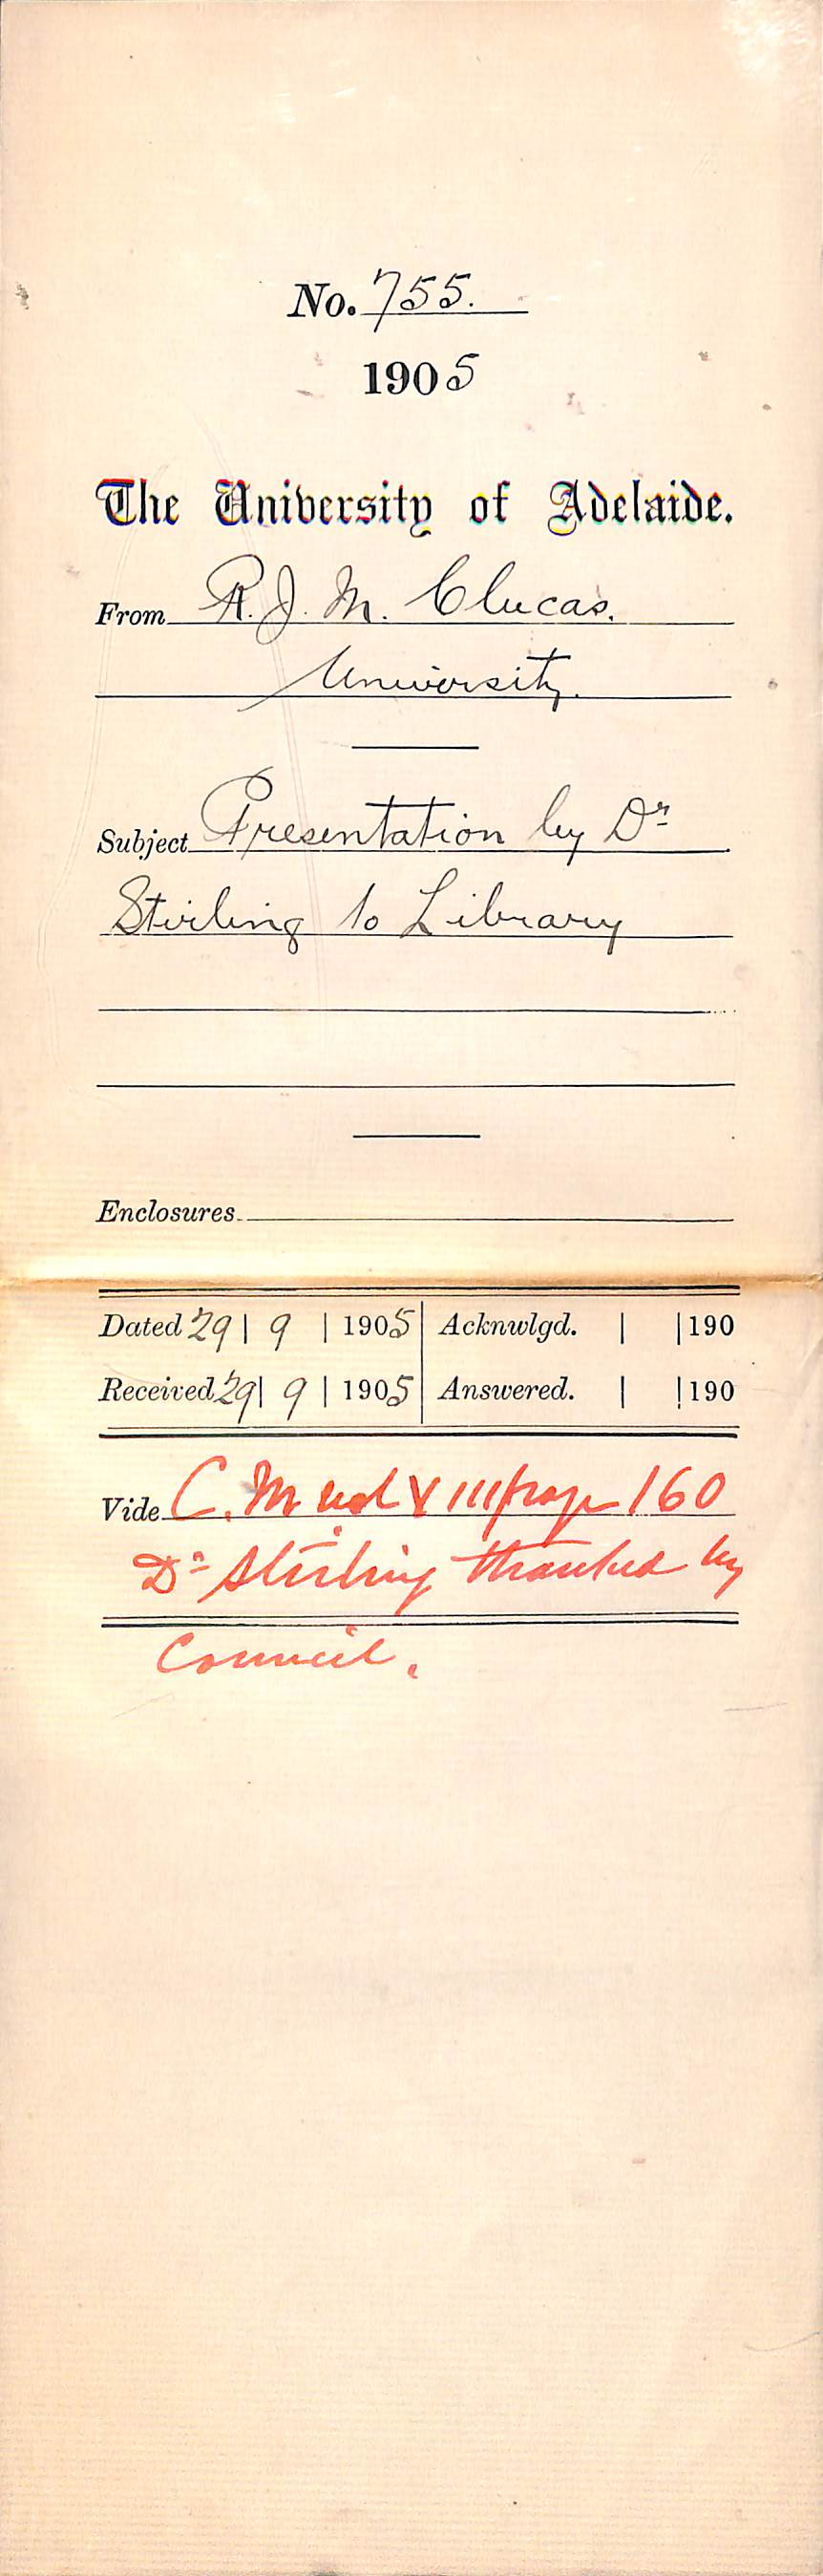 No. 755.
1905
The University of Adelaide.
From R. J. M. Clucas.
University.
Subject Presentation by Dr
Stirling to Library
Enclosures
Dated 29 | 9 | 1905 | Acknwlgd. | | 190
Received 29 | 9 | 1905 | Answered. | | 190
Vide C. M vol XIII page 160
Dr Stirling thanked by
Council.